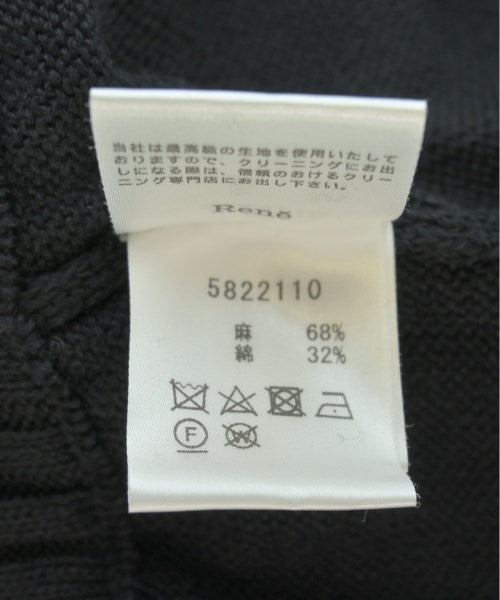 当社は最高級の生地を使用いたして
おりますので、クリーニングにお出
しになる際は、信頼のおけるクリー
ニング専門店にお出し下さい。
René
5822110
麻 68%
綿 32%
F
W